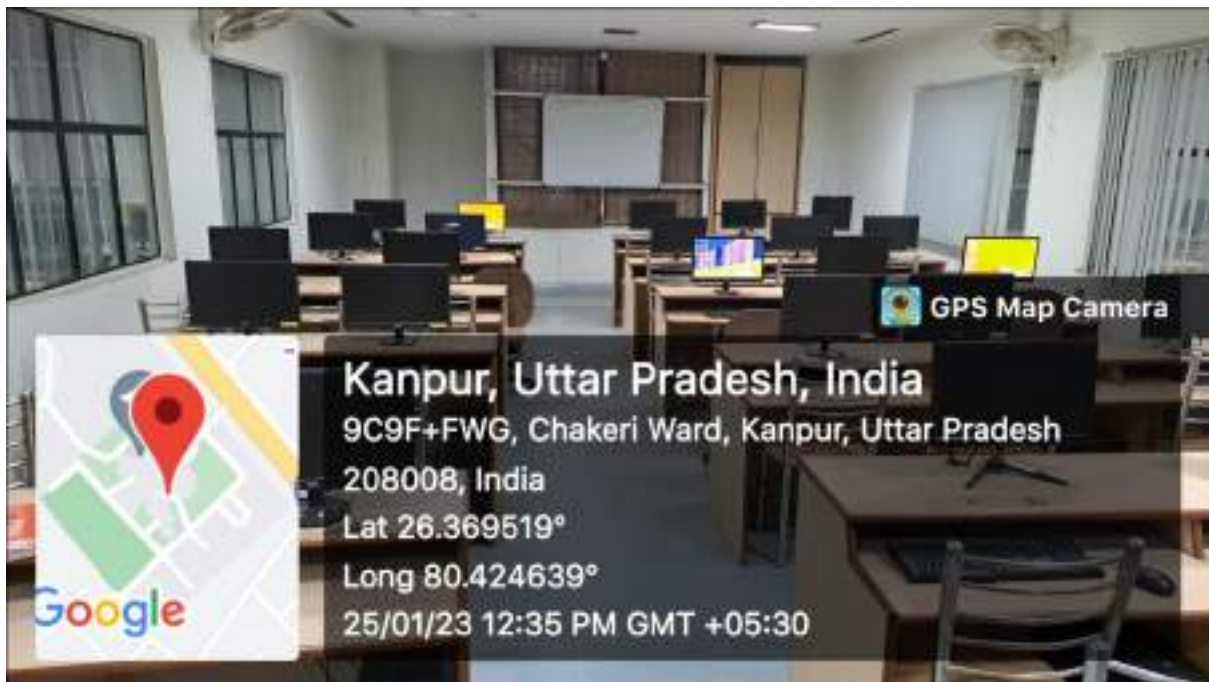 GPS Map Camera
Kanpur, Uttar Pradesh, India
9C9F+FWG, Chakeri Ward, Kanpur, Uttar Pradesh
208008, India
Lat 26.369519°
Long 80.424639°
25/01/23 12:35 PM GMT +05:30
Google